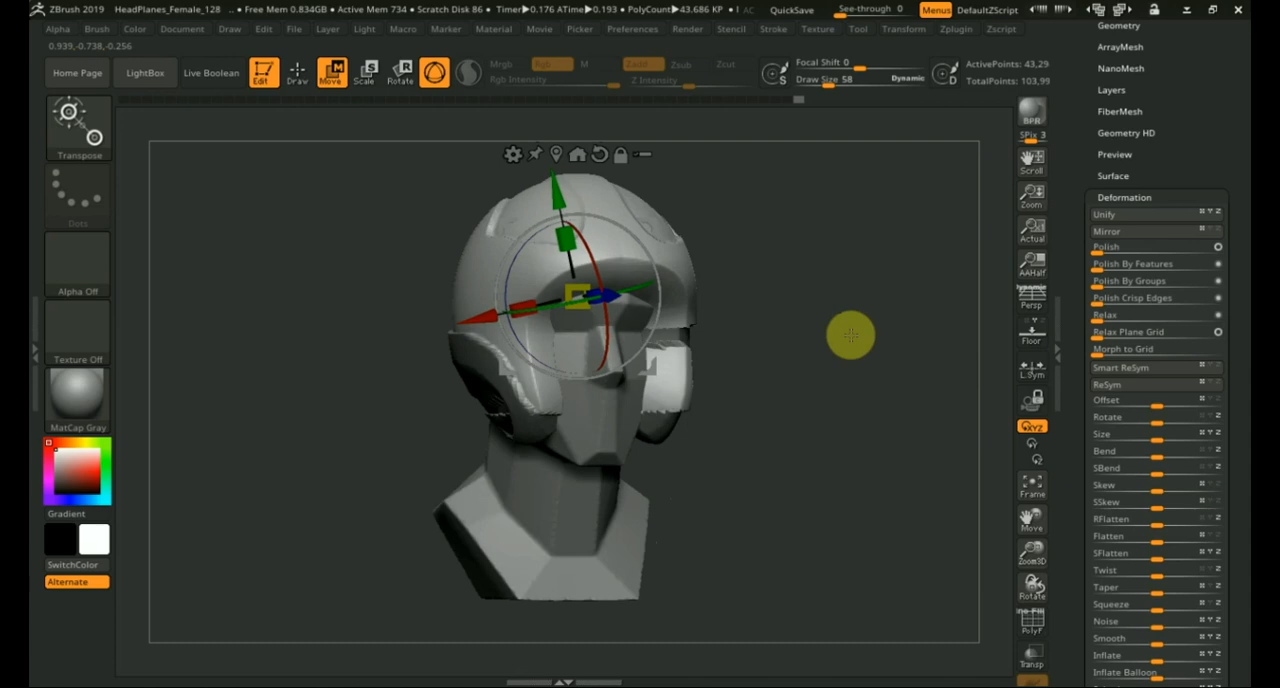 ZBrush 2019 HeadPlanes_Female_128 .. • Free Mem 0.834GB • Active Mem 734 • Scratch Disk 86 • Timer▶0.176 ATime▶0.193 • PolyCount▶43.686 KP • AC QuickSave See-through 0 Menus DefaultZScript
Alpha Brush Color Document Draw Edit File Layer Light Macro Marker Material Movie Picker Preferences Render Stencil Stroke Texture Tool Transform Zplugin Zscript
0.939,-0.738,-0.256
Home Page LightBox Live Boolean Edit Draw Move Scale Rotate
Mrgb Rgb M Zadd Zsub Zcut
Rgb Intensity Z Intensity
S Focal Shift 0
Draw Size 58 Dynamic D
ActivePoints: 43,29
TotalPoints: 103,99
Transpose
Dots
Alpha Off
Texture Off
MatCap Gray
Gradient
SwitchColor
Alternate
BPR
SPix 3
Scroll
Zoom
Actual
AAHalf
Persp
Floor
L.Sym
XYZ
Frame
Move
Zoom3D
Rotate
PolyF
Transp
Geometry
ArrayMesh
NanoMesh
Layers
FiberMesh
Geometry HD
Preview
Surface
Deformation
Unify
Mirror
Polish
Polish By Features
Polish By Groups
Polish Crisp Edges
Relax
Relax Plane Grid
Morph to Grid
Smart ReSym
ReSym
Offset
Rotate
Size
Bend
SBend
Skew
SSkew
RFlatten
Flatten
SFlatten
Twist
Taper
Squeeze
Noise
Smooth
Inflate
Inflate Balloon